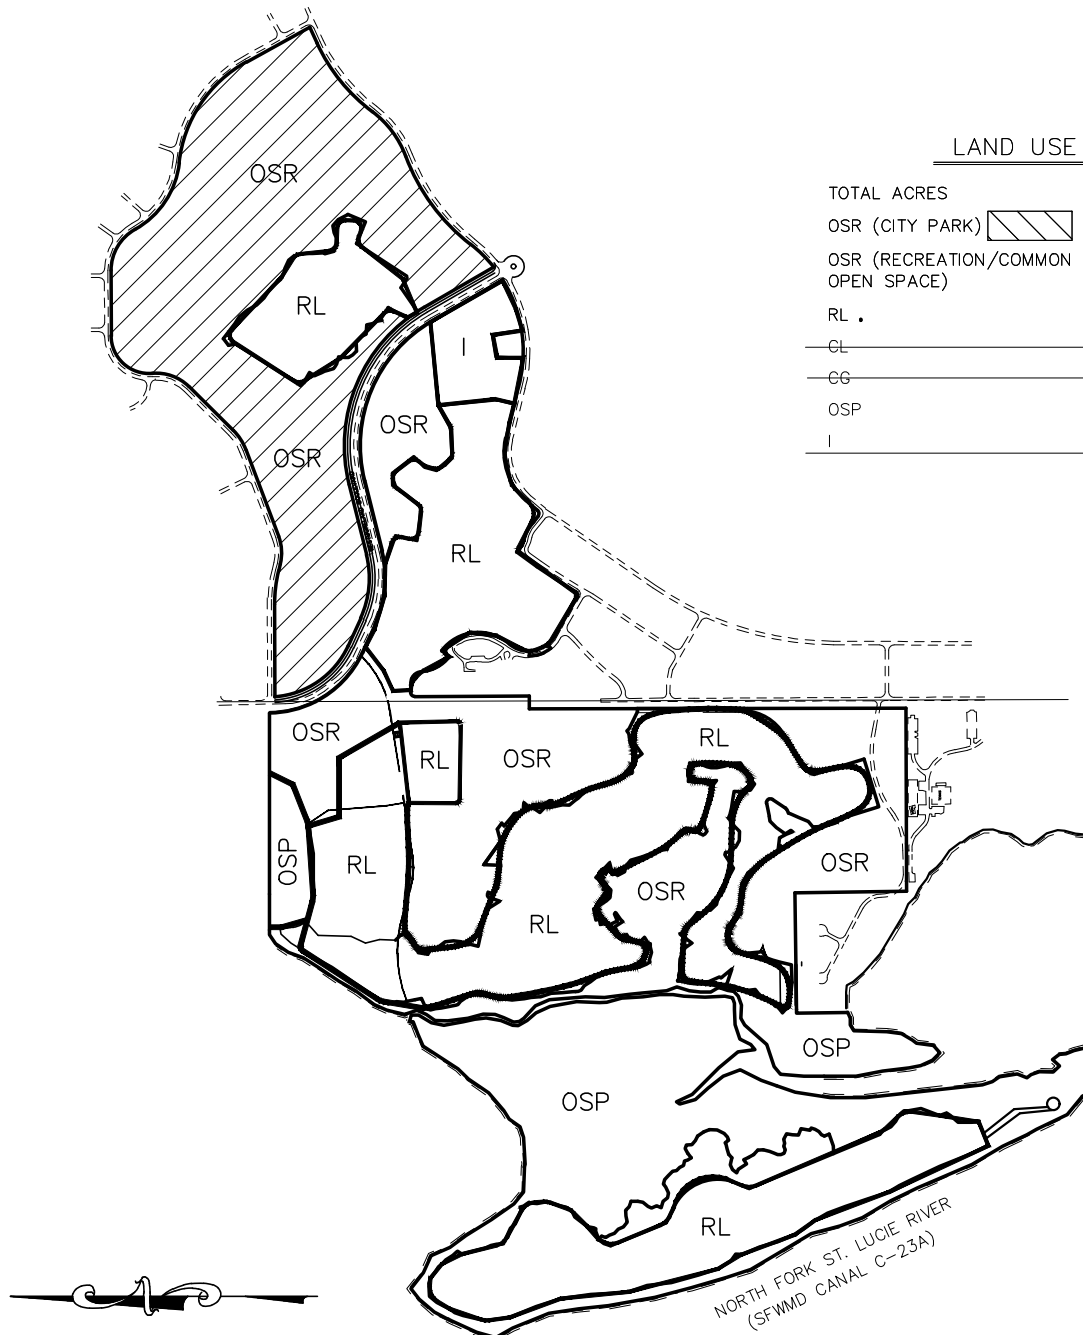 LAND USE
TOTAL ACRES
OSR (CITY PARK)
OSR (RECREATION/COMMON
OPEN SPACE)
RL .
CL
CG
OSP
I
OSR
RL
I
OSR
OSR
RL
OSR
RL
OSR
RL
OSP
RL
OSR
OSR
RL
OSP
OSP
RL
NORTH FORK ST. LUCIE RIVER
(SFWMD CANAL C-23A)
N